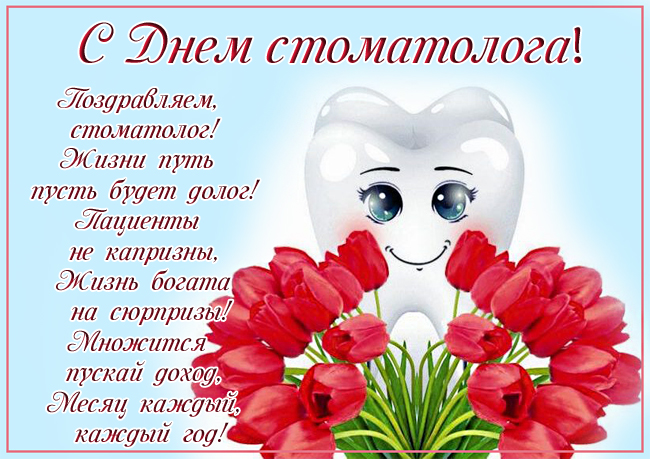 С Днем стоматолога!
Поздравляем,
стоматолог!
Жизни путь
пусть будет долог!
Пациенты
не капризны,
Жизнь богата
на сюрпризы!
Множится
пускай доход,
Месяц каждый,
каждый год!